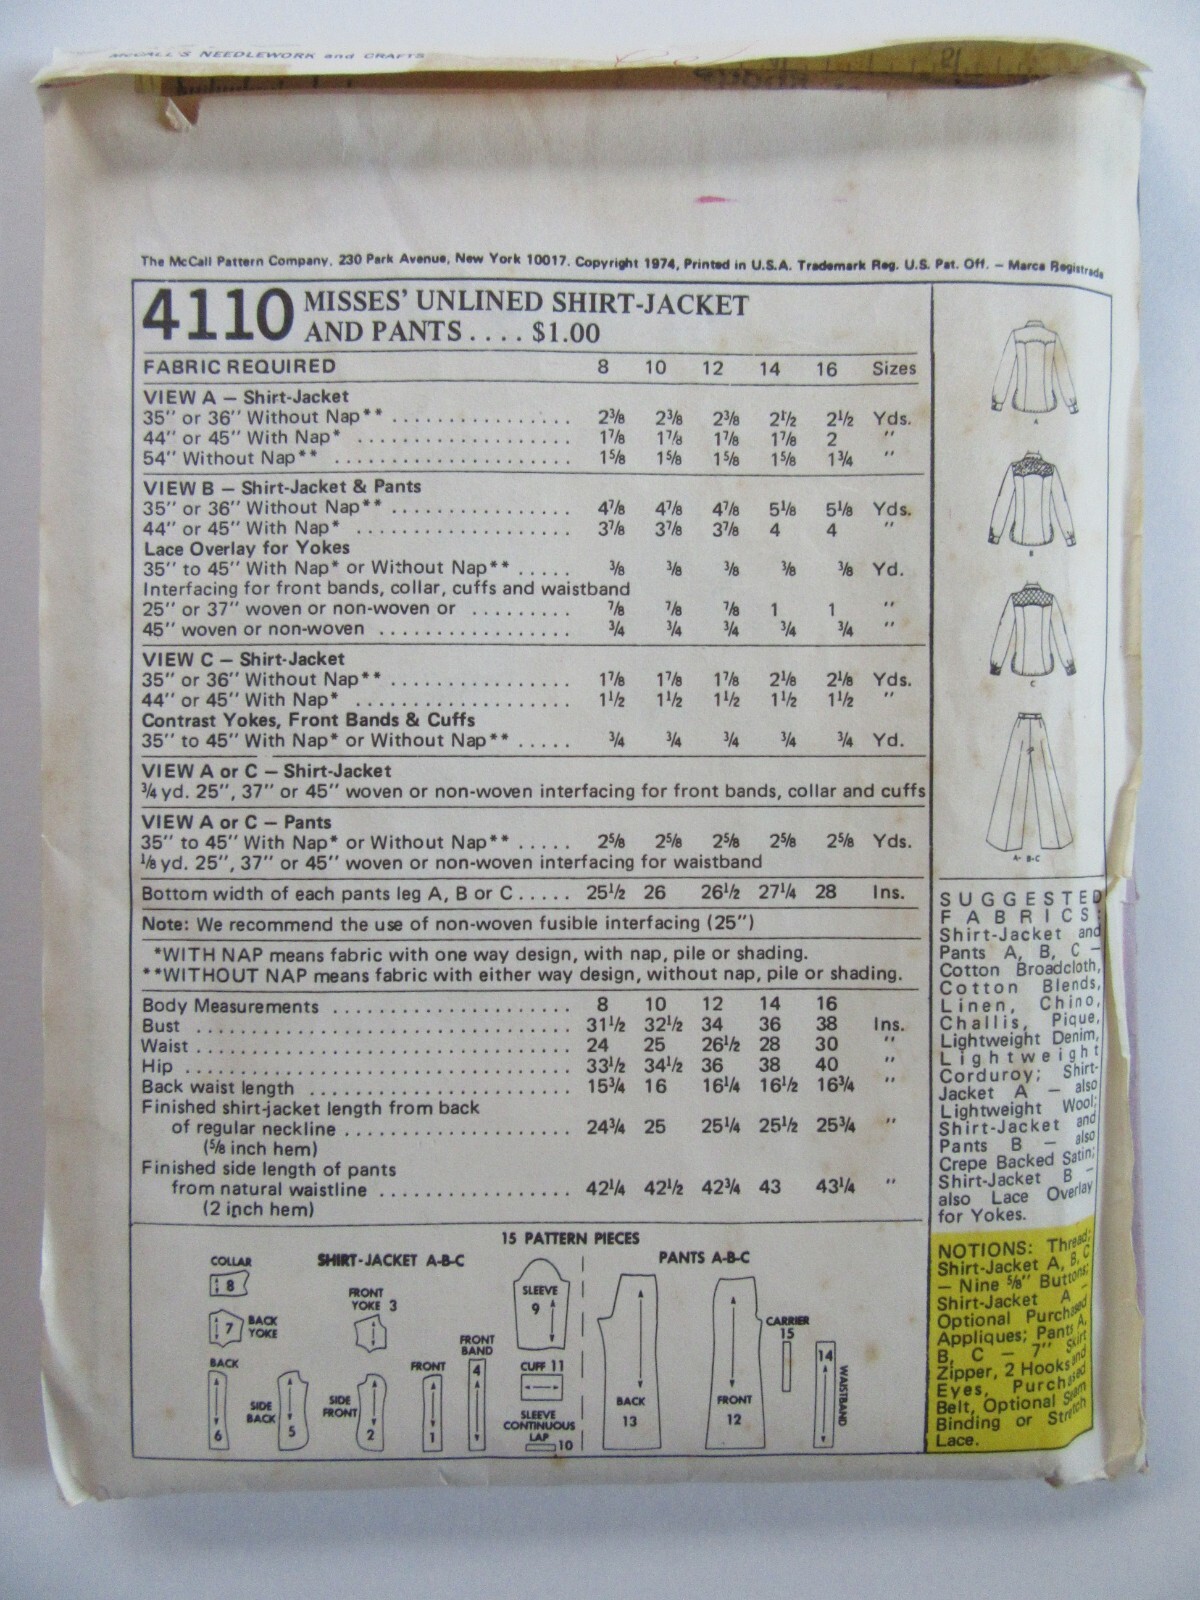 McCALL'S NEEDLEWORK and CRAFTS
The McCall Pattern Company, 230 Park Avenue, New York 10017. Copyright 1974, Printed in U.S.A. Trademark Reg. U.S. Pat. Off. – Marca Registrada
4110 MISSES' UNLINED SHIRT-JACKET
AND PANTS .... $1.00
FABRIC REQUIRED 8 10 12 14 16 Sizes
VIEW A – Shirt-Jacket
35" or 36" Without Nap** ................ 2⅜ 2⅜ 2⅜ 2½ 2½ Yds.
44" or 45" With Nap* ................... 1⅞ 1⅞ 1⅞ 1⅞ 2 "
54" Without Nap** ..................... 1⅝ 1⅝ 1⅝ 1⅝ 1¾ "
VIEW B – Shirt-Jacket & Pants
35" or 36" Without Nap** ................ 4⅞ 4⅞ 4⅞ 5⅛ 5⅛ Yds.
44" or 45" With Nap* ................... 3⅞ 3⅞ 3⅞ 4 4 "
Lace Overlay for Yokes
35" to 45" With Nap* or Without Nap** ..... ⅜ ⅜ ⅜ ⅜ ⅜ Yd.
Interfacing for front bands, collar, cuffs and waistband
25" or 37" woven or non-woven or ......... ⅞ ⅞ ⅞ 1 1 "
45" woven or non-woven ................. ¾ ¾ ¾ ¾ ¾ "
VIEW C – Shirt-Jacket
35" or 36" Without Nap** ................ 1⅞ 1⅞ 1⅞ 2⅛ 2⅛ Yds.
44" or 45" With Nap* ................... 1½ 1½ 1½ 1½ 1½ "
Contrast Yokes, Front Bands & Cuffs
35" to 45" With Nap* or Without Nap** ..... ¾ ¾ ¾ ¾ ¾ Yd.
VIEW A or C – Shirt-Jacket
¾ yd. 25", 37" or 45" woven or non-woven interfacing for front bands, collar and cuffs
VIEW A or C – Pants
35" to 45" With Nap* or Without Nap** ..... 2⅝ 2⅝ 2⅝ 2⅝ 2⅝ Yds.
⅛ yd. 25", 37" or 45" woven or non-woven interfacing for waistband
Bottom width of each pants leg A, B or C ..... 25½ 26 26½ 27¼ 28 Ins.
Note: We recommend the use of non-woven fusible interfacing (25")
*WITH NAP means fabric with one way design, with nap, pile or shading.
**WITHOUT NAP means fabric with either way design, without nap, pile or shading.
Body Measurements ..................... 8 10 12 14 16
Bust ................................. 31½ 32½ 34 36 38 Ins.
Waist ................................ 24 25 26½ 28 30 "
Hip .................................. 33½ 34½ 36 38 40 "
Back waist length ....................... 15¾ 16 16¼ 16½ 16¾ "
Finished shirt-jacket length from back
of regular neckline .................... 24¾ 25 25¼ 25½ 25¾ "
(⅝ inch hem)
Finished side length of pants
from natural waistline ................. 42¼ 42½ 42¾ 43 43¼ "
(2 inch hem)
15 PATTERN PIECES
SHIRT-JACKET A-B-C
PANTS A-B-C
COLLAR
8
7 BACK
YOKE
FRONT
YOKE 3
SLEEVE
9
BACK
6
SIDE
BACK
5
SIDE
FRONT
2
FRONT
1
FRONT
BAND
4
CUFF 11
SLEEVE
CONTINUOUS
LAP
10
BACK
13
FRONT
12
CARRIER
15
14
WAISTBAND
A
B
C
A- B-C
SUGGESTED
FABRICS:
Shirt-Jacket and
Pants A, B, C –
Cotton Broadcloth,
Cotton Blends,
Linen, Chino,
Challis, Pique,
Lightweight Denim,
Lightweight
Corduroy; Shirt-
Jacket A – also
Lightweight Wool;
Shirt-Jacket and
Pants B – also
Crepe Backed Satin;
Shirt-Jacket B –
also Lace Overlay
for Yokes.
NOTIONS: Thread;
Shirt-Jacket A, B, C
– Nine ⅝" Buttons;
Shirt-Jacket A –
Optional Purchased
Appliques; Pants A,
B, C – 7" Skirt
Zipper, 2 Hooks and
Eyes, Purchased
Belt, Optional Seam
Binding or Stretch
Lace.